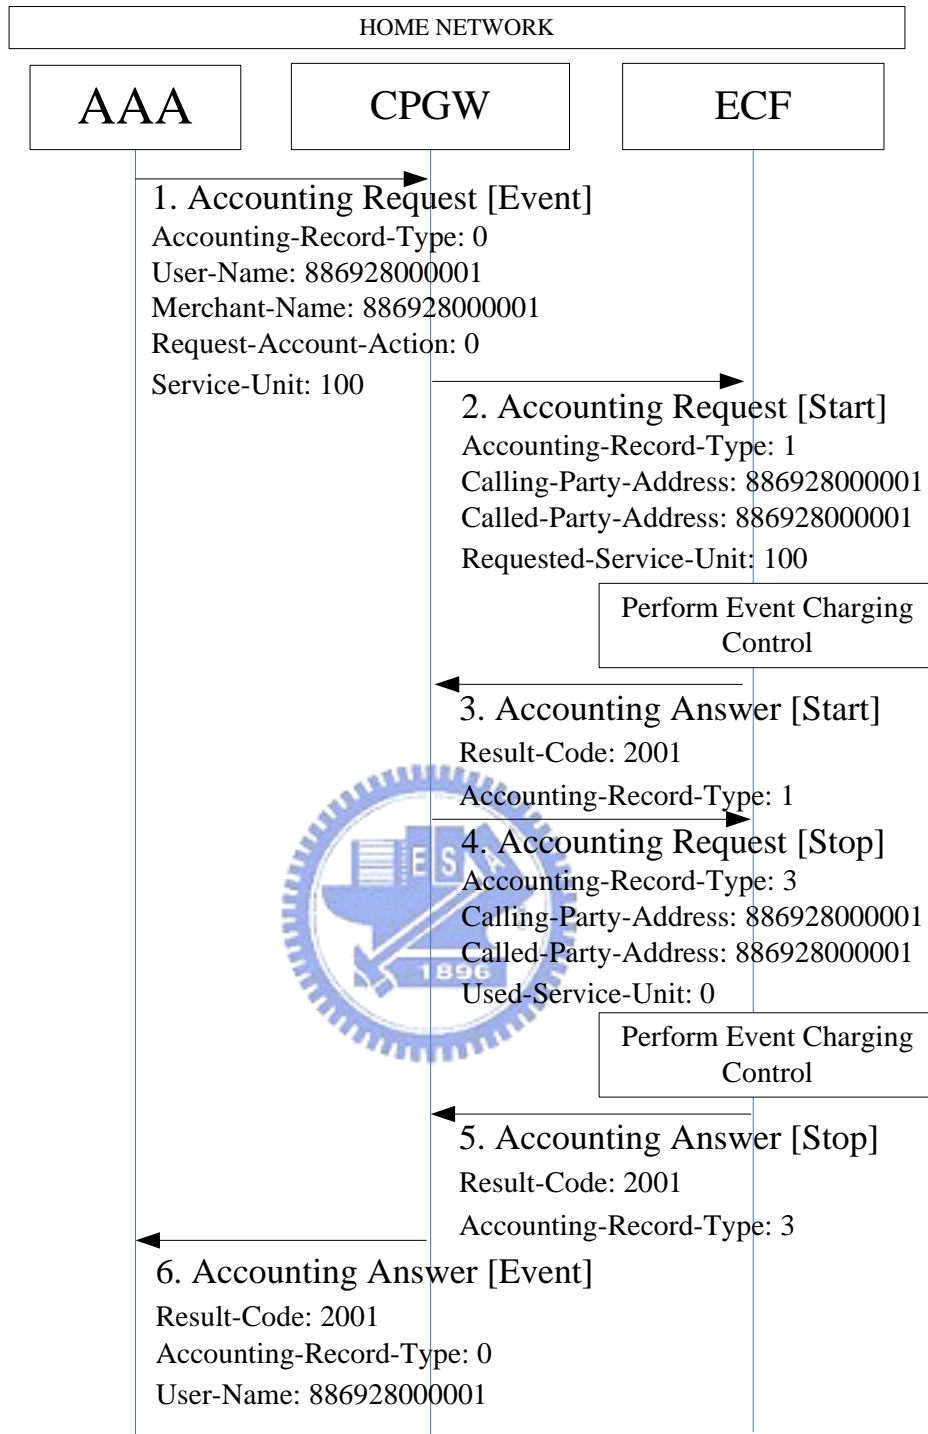 HOME NETWORK
AAA
CPGW
ECF
1. Accounting Request [Event]
Accounting-Record-Type: 0
User-Name: 886928000001
Merchant-Name: 886928000001
Request-Account-Action: 0
Service-Unit: 100
2. Accounting Request [Start]
Accounting-Record-Type: 1
Calling-Party-Address: 886928000001
Called-Party-Address: 886928000001
Requested-Service-Unit: 100
Perform Event Charging
Control
3. Accounting Answer [Start]
Result-Code: 2001
Accounting-Record-Type: 1
4. Accounting Request [Stop]
Accounting-Record-Type: 3
Calling-Party-Address: 886928000001
Called-Party-Address: 886928000001
Used-Service-Unit: 0
E S A
1896
Perform Event Charging
Control
5. Accounting Answer [Stop]
Result-Code: 2001
Accounting-Record-Type: 3
6. Accounting Answer [Event]
Result-Code: 2001
Accounting-Record-Type: 0
User-Name: 886928000001